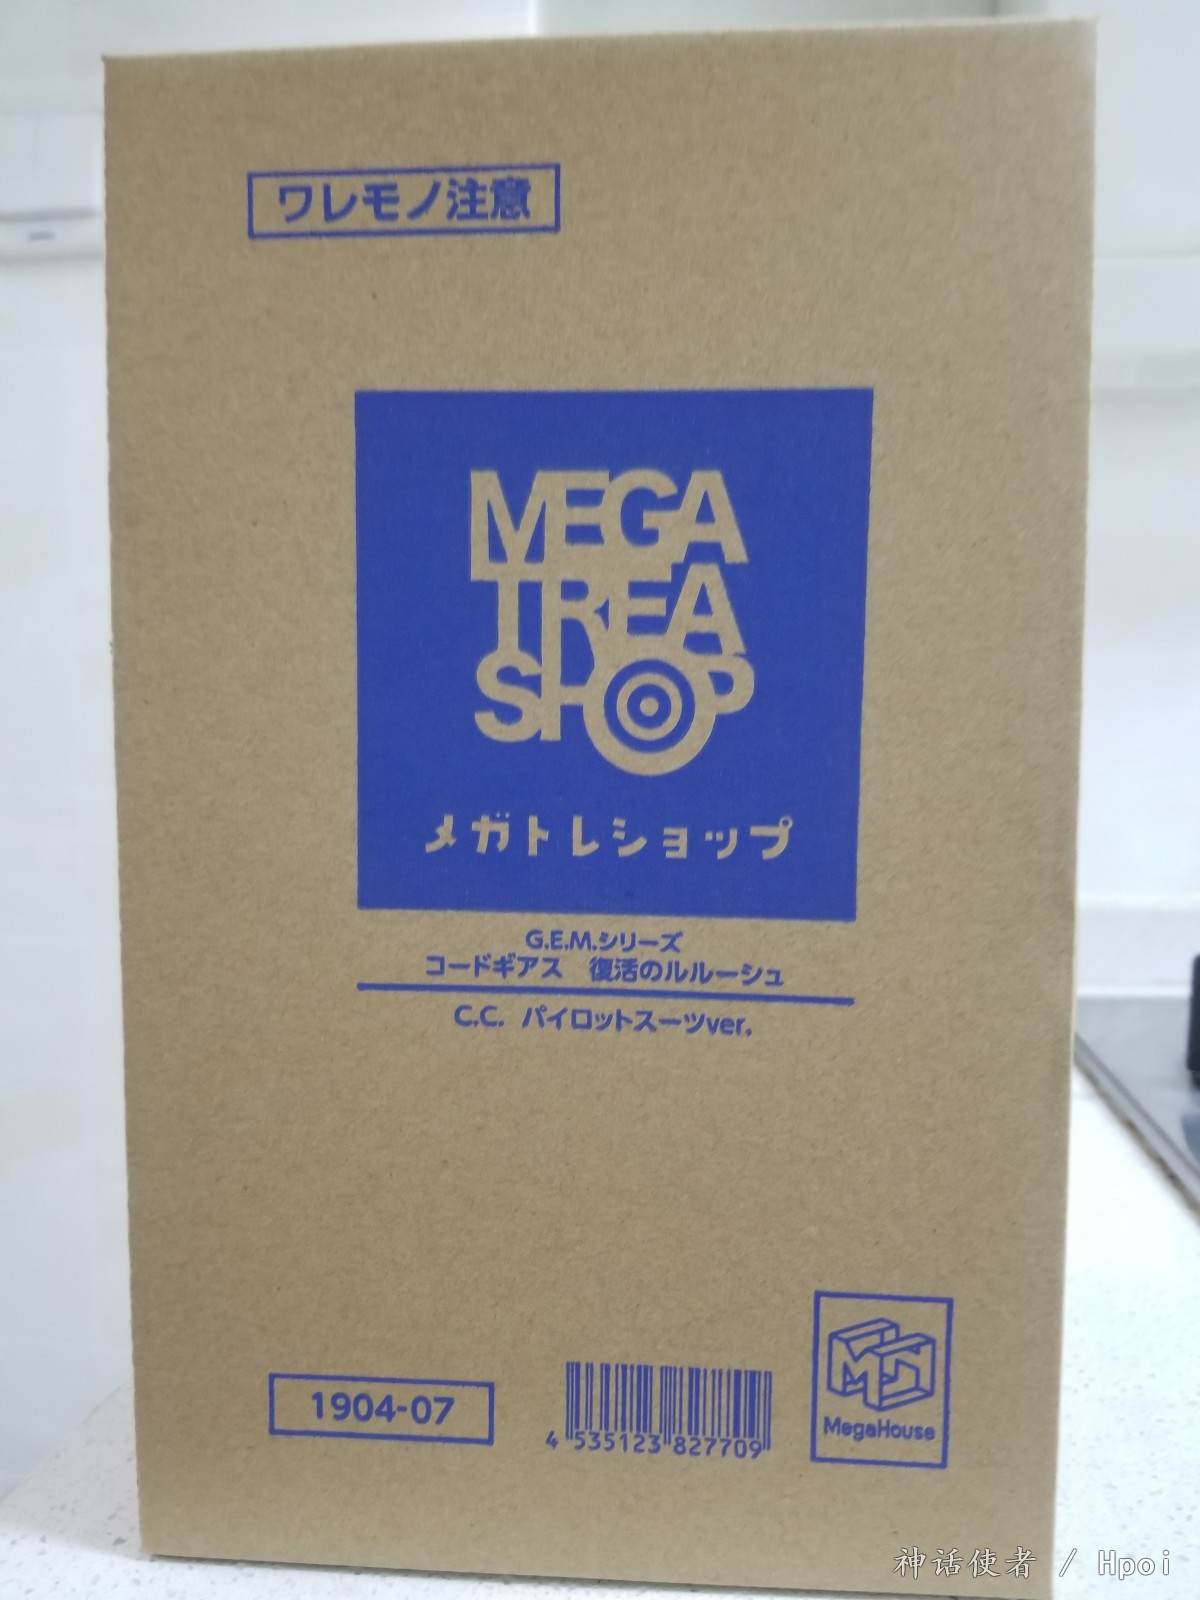 ワレモノ注意
MEGA
TREA
SHOP
メガトレショップ
G.E.M.シリーズ
コードギアス 復活のルルーシュ
C.C. パイロットスーツver.
1904-07
4 535123 827709
MegaHouse
神话使者 / Hpoi